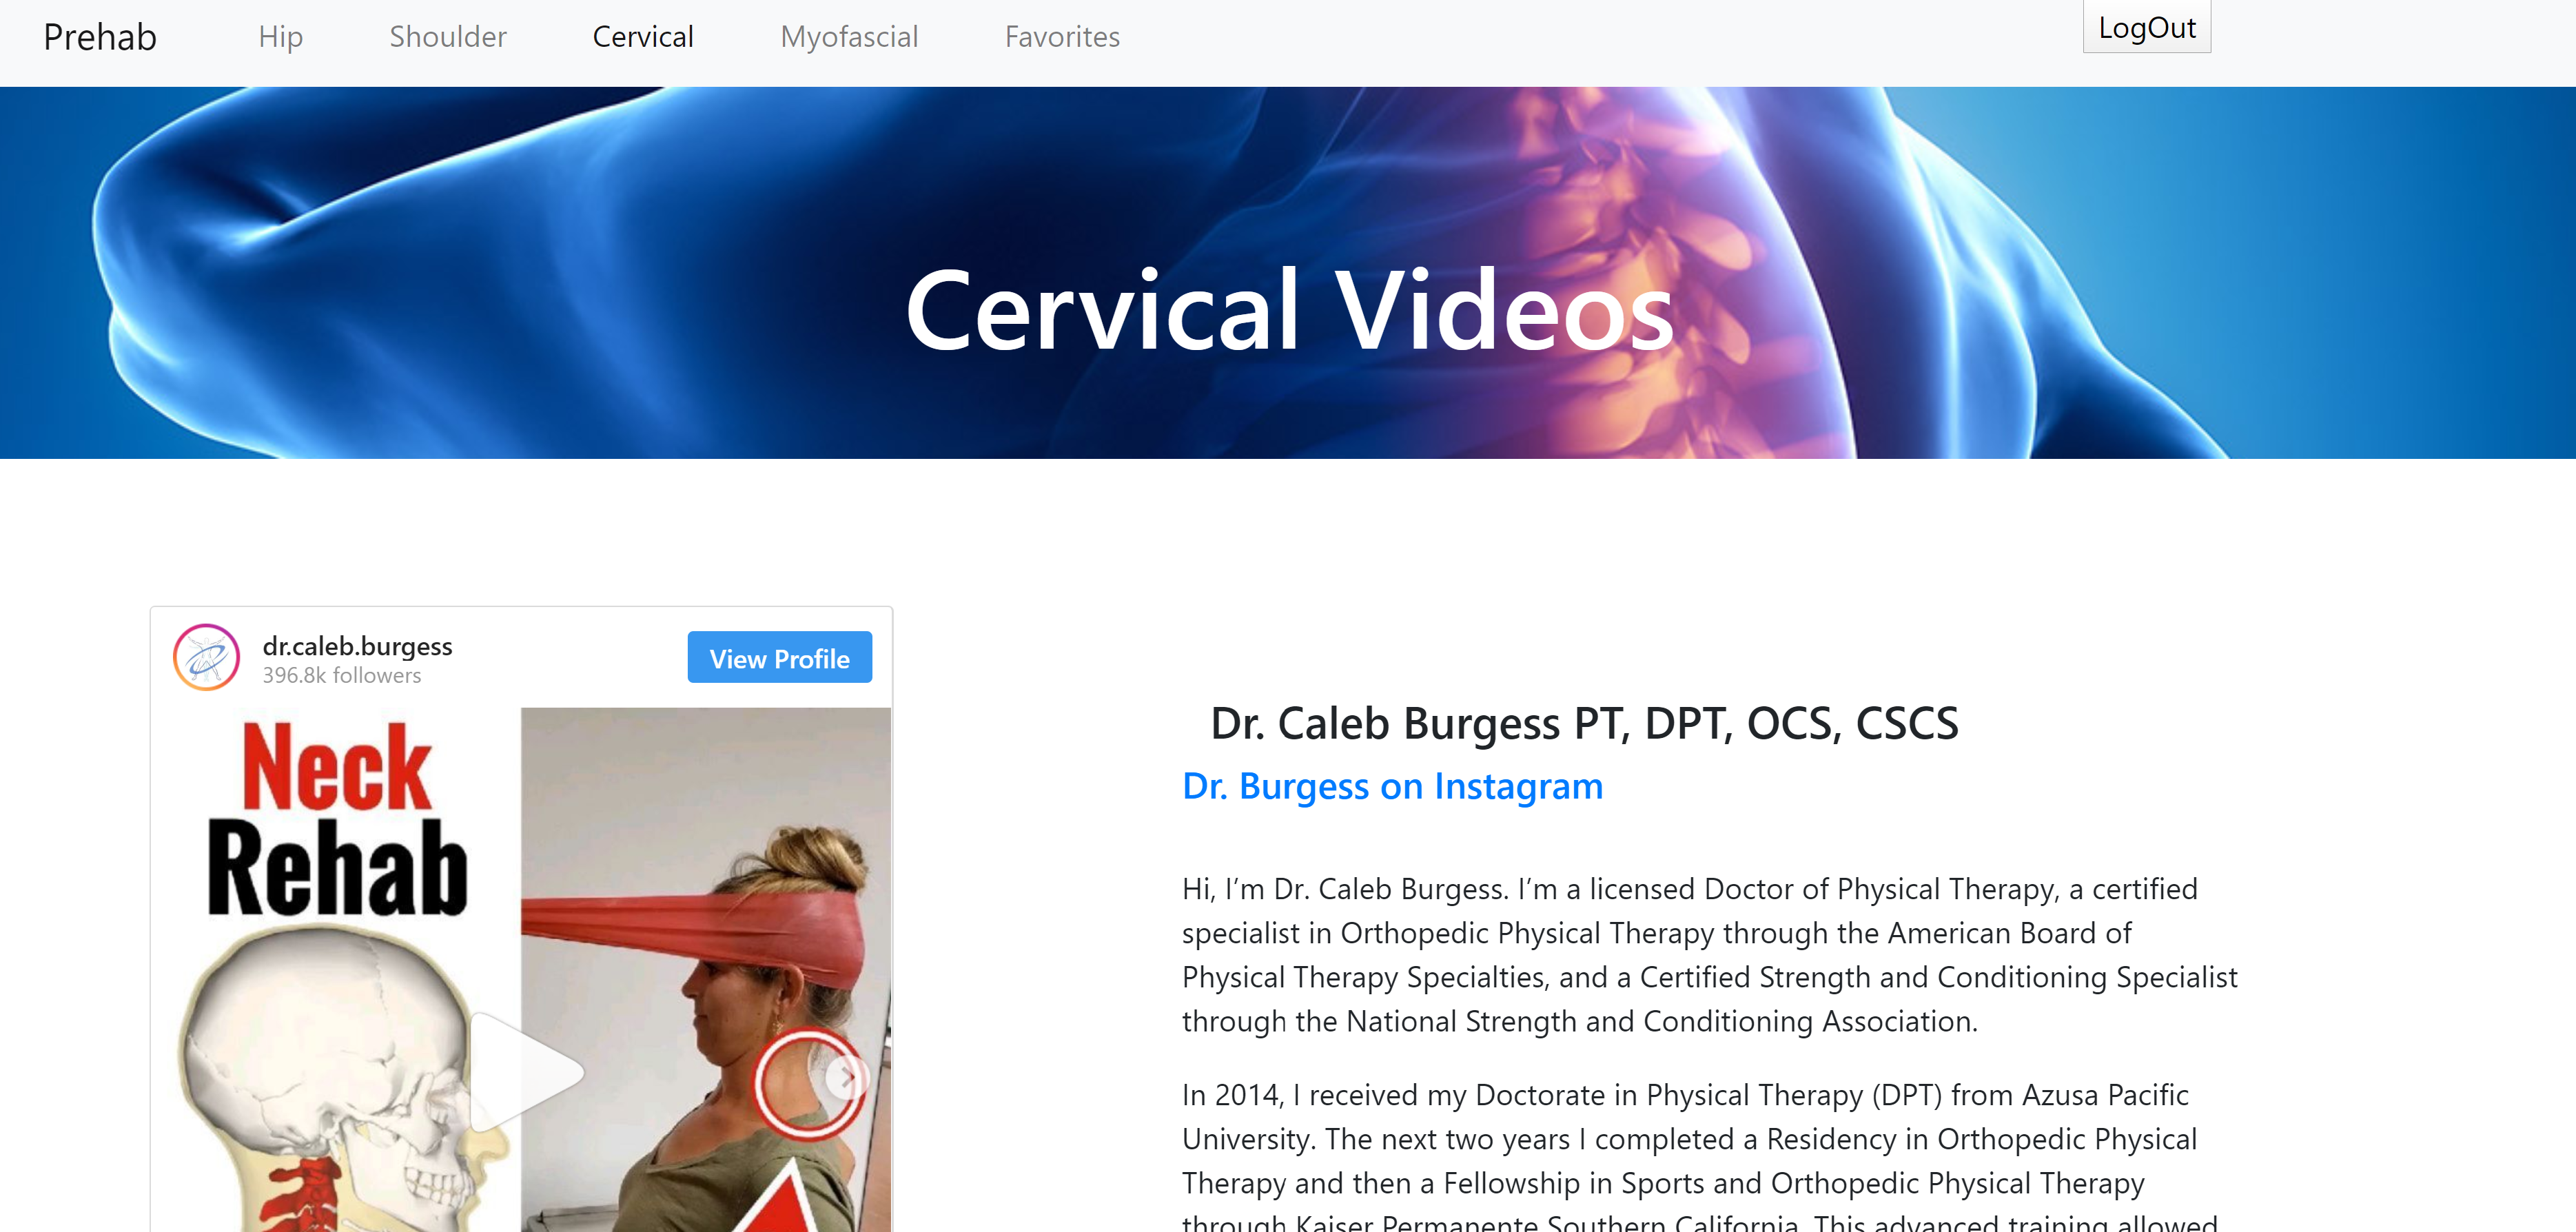 Prehab Hip Shoulder Cervical Myofascial Favorites LogOut
Cervical Videos
dr.caleb.burgess
396.8k followers
View Profile
Neck
Rehab
Dr. Caleb Burgess PT, DPT, OCS, CSCS
Dr. Burgess on Instagram
Hi, I’m Dr. Caleb Burgess. I’m a licensed Doctor of Physical Therapy, a certified
specialist in Orthopedic Physical Therapy through the American Board of
Physical Therapy Specialties, and a Certified Strength and Conditioning Specialist
through the National Strength and Conditioning Association.
In 2014, I received my Doctorate in Physical Therapy (DPT) from Azusa Pacific
University. The next two years I completed a Residency in Orthopedic Physical
Therapy and then a Fellowship in Sports and Orthopedic Physical Therapy
through Kaiser Permanente Southern California. This advanced training allowed